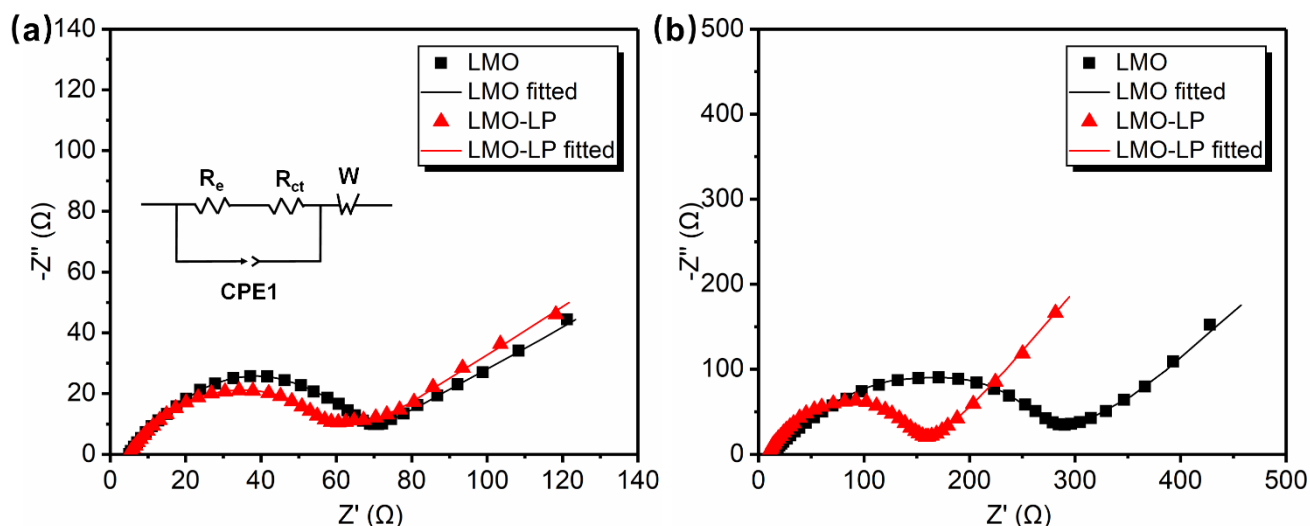 (a)
140
120
100
80
60
40
20
0
-Z'' (Ω)
LMO
LMO fitted
LMO-LP
LMO-LP fitted
Re Rct W
CPE1
0 20 40 60 80 100 120 140
Z' (Ω)
(b)
500
400
300
200
100
0
-Z'' (Ω)
LMO
LMO fitted
LMO-LP
LMO-LP fitted
0 100 200 300 400 500
Z' (Ω)